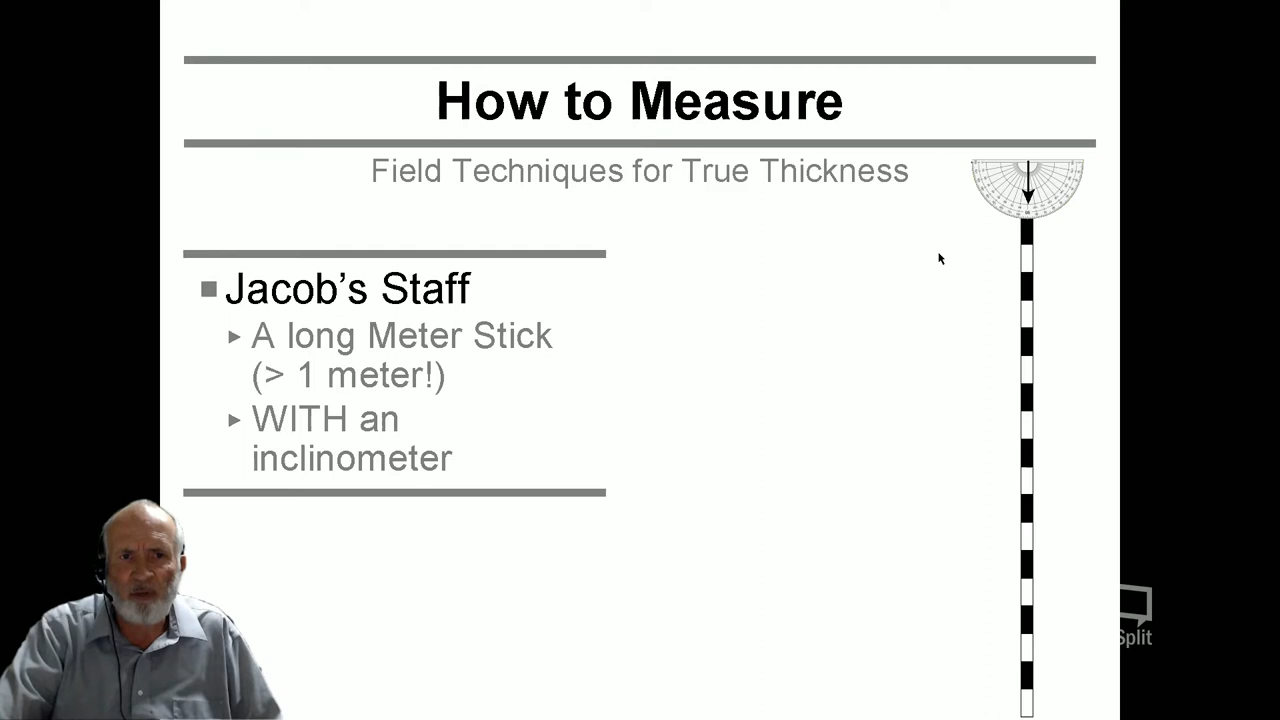 How to Measure
Field Techniques for True Thickness
Jacob’s Staff
A long Meter Stick
(> 1 meter!)
WITH an
inclinometer
Split